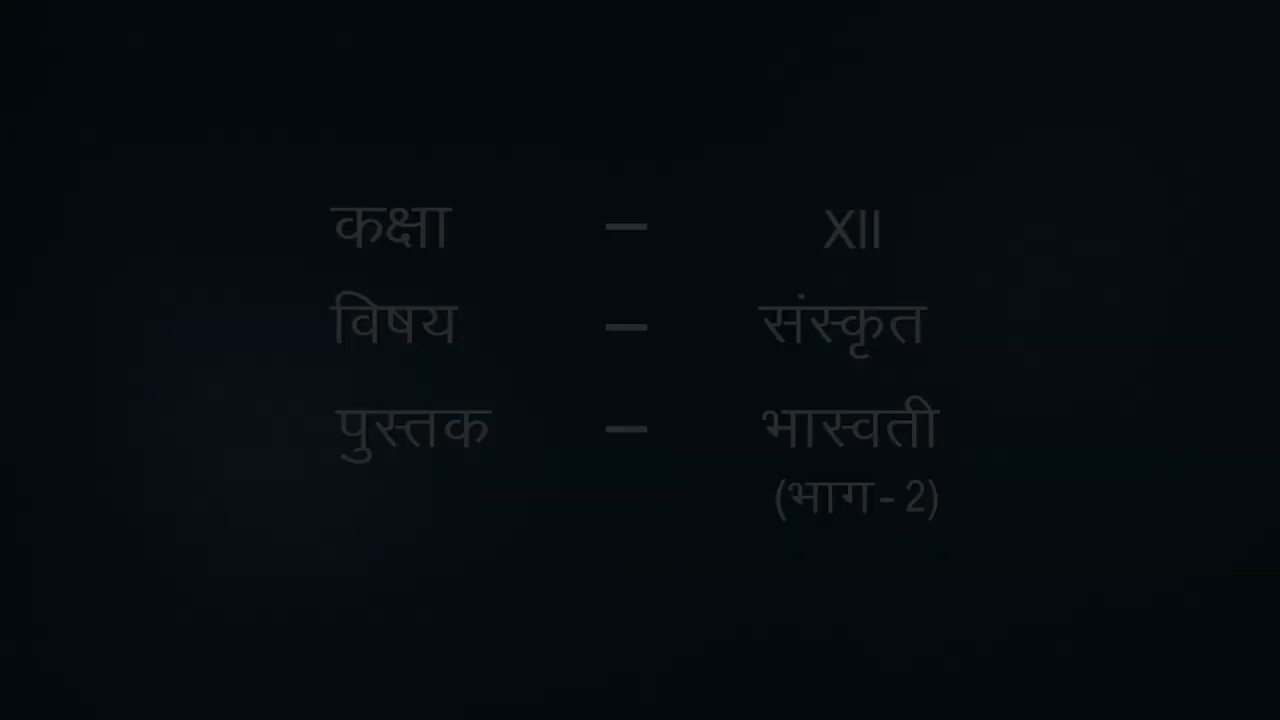 कक्षा – XII
विषय – संस्कृत
पुस्तक – भास्वती
(भाग-2)